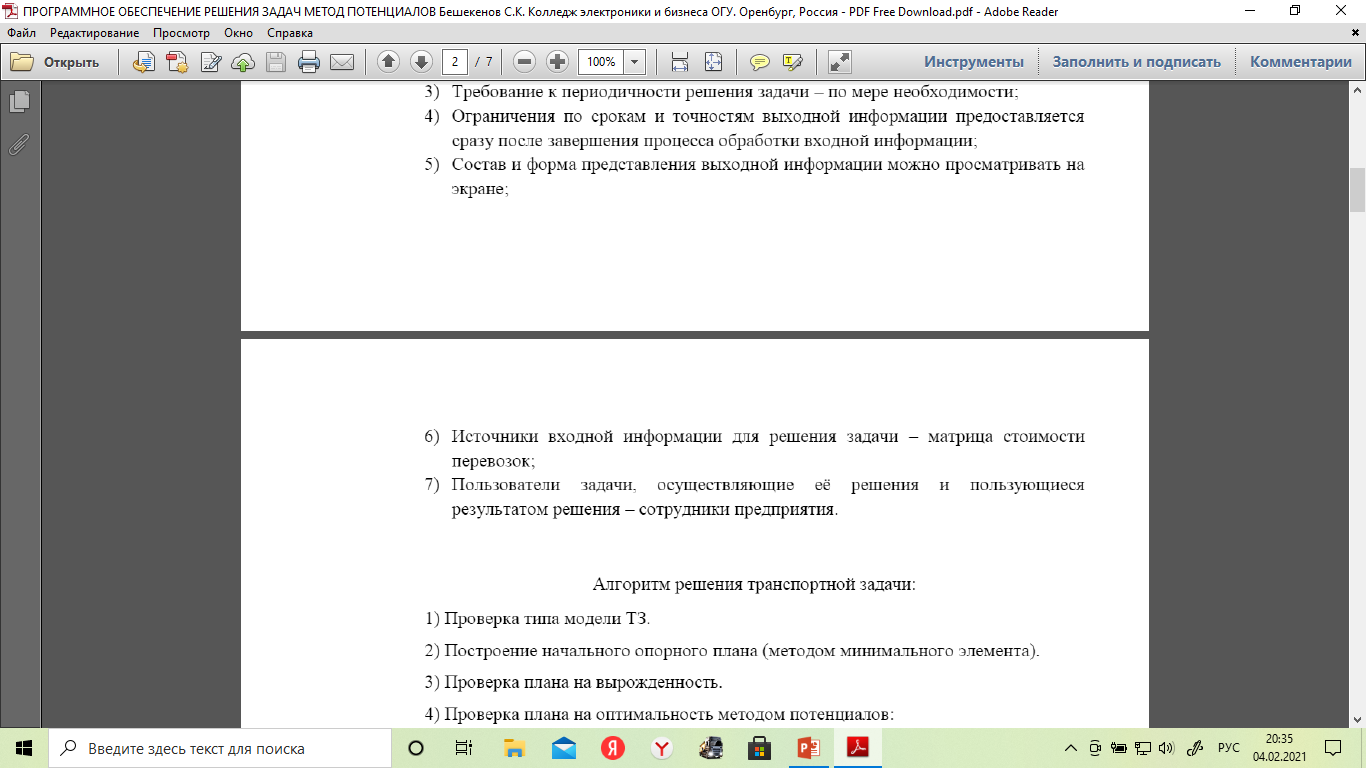 ПРОГРАММНОЕ ОБЕСПЕЧЕНИЕ РЕШЕНИЯ ЗАДАЧ МЕТОД ПОТЕНЦИАЛОВ Бешекенов С.К. Колледж электроники и бизнеса ОГУ. Оренбург, Россия - PDF Free Download.pdf - Adobe Reader
Файл Редактирование Просмотр Окно Справка
Открыть 2 / 7 100% Инструменты Заполнить и подписать Комментарии
3) Требование к периодичности решения задачи – по мере необходимости;
4) Ограничения по срокам и точностям выходной информации предоставляется
сразу после завершения процесса обработки входной информации;
5) Состав и форма представления выходной информации можно просматривать на
экране;
6) Источники входной информации для решения задачи – матрица стоимости
перевозок;
7) Пользователи задачи, осуществляющие её решения и пользующиеся
результатом решения – сотрудники предприятия.
Алгоритм решения транспортной задачи:
1) Проверка типа модели ТЗ.
2) Построение начального опорного плана (методом минимального элемента).
3) Проверка плана на вырожденность.
4) Проверка плана на оптимальность методом потенциалов:
Введите здесь текст для поиска
РУС
20:35
04.02.2021